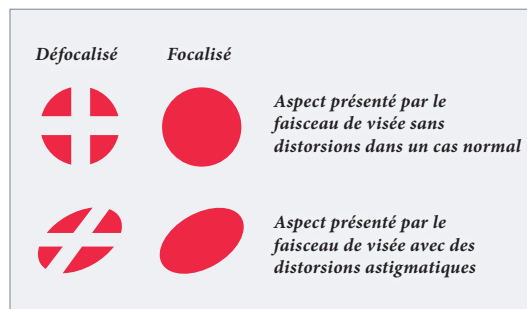 Défocalisé Focalisé
Aspect présenté par le
faisceau de visée sans
distorsions dans un cas normal
Aspect présenté par le
faisceau de visée avec des
distorsions astigmatiques